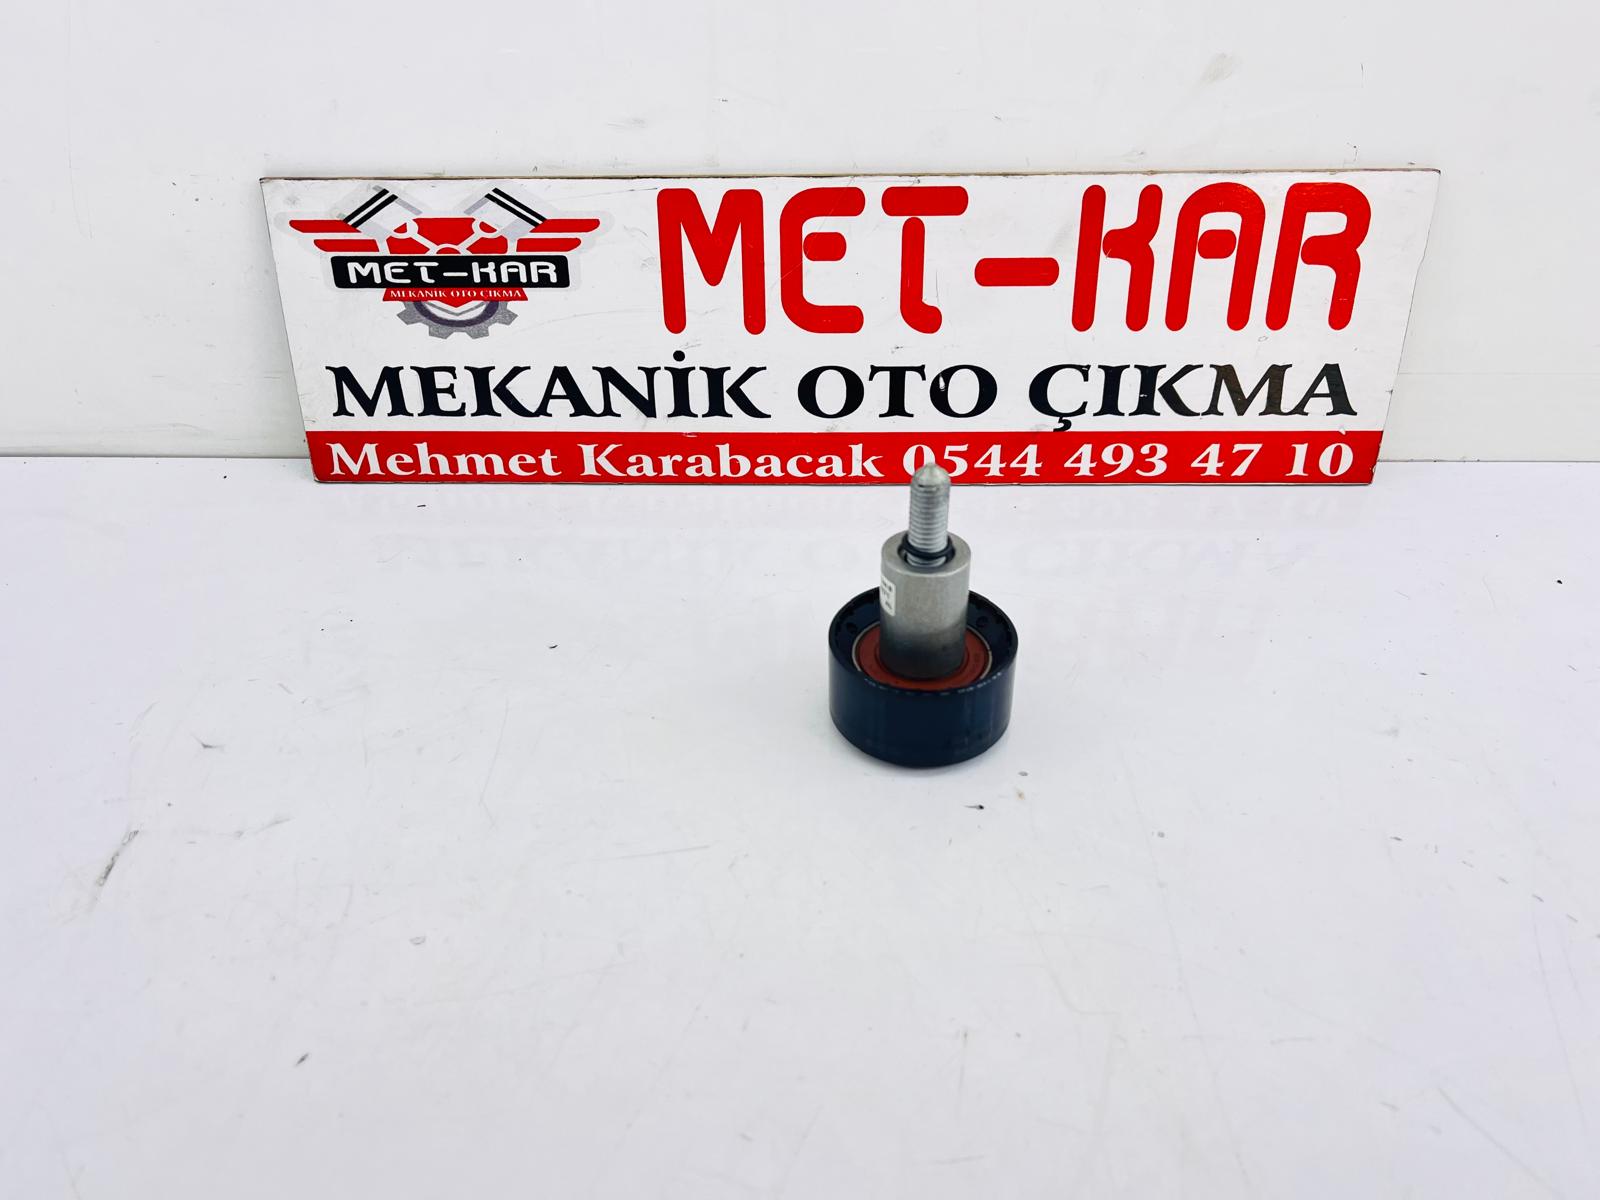 MET-KAR
MEKANİK OTO ÇIKMA
MET-KAR
MEKANİK OTO ÇIKMA
Mehmet Karabacak 0544 493 47 10